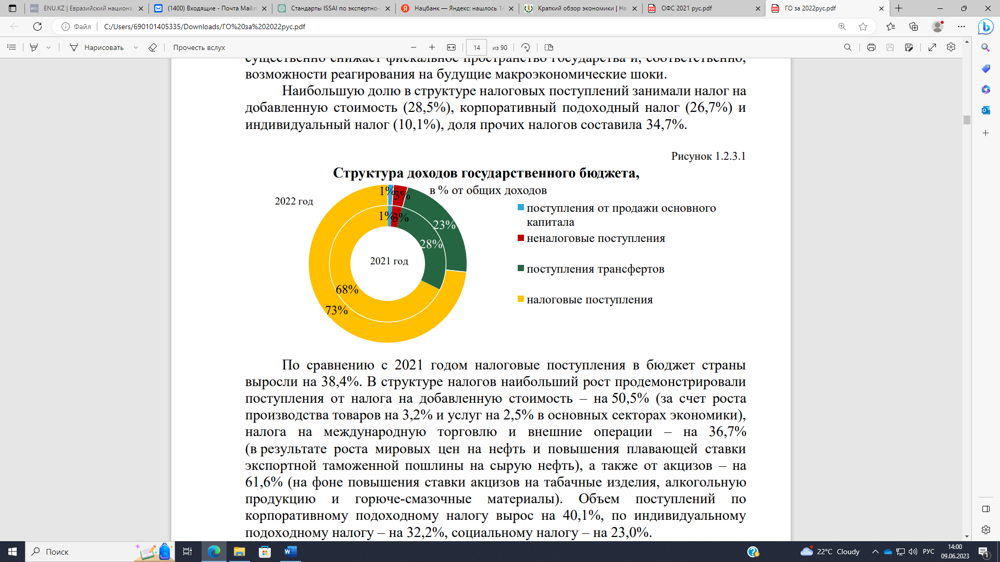 ENU.KZ | Евразийский национа
(1400) Входящие - Почта Mail.r
Стандарты ISSAI по экспертно-
Нацбанк — Яндекс: нашлось 14
Краткий обзор экономики | На
ОФС 2021 рус.pdf
ГО за 2022рус.pdf
Файл
C:/Users/690101405335/Downloads/ГО%20за%202022рус.pdf
Нарисовать
Прочесть вслух
14
из 90
существенно снижает фискальное пространство государства и, соответственно,
возможности реагирования на будущие макроэкономические шоки.
Наибольшую долю в структуре налоговых поступлений занимали налог на
добавленную стоимость (28,5%), корпоративный подоходный налог (26,7%) и
индивидуальный налог (10,1%), доля прочих налогов составила 34,7%.
Рисунок 1.2.3.1
Структура доходов государственного бюджета,
в % от общих доходов
2022 год
1%
3%
1%
3%
23%
28%
2021 год
68%
73%
поступления от продажи основного
капитала
неналоговые поступления
поступления трансфертов
налоговые поступления
По сравнению с 2021 годом налоговые поступления в бюджет страны
выросли на 38,4%. В структуре налогов наибольший рост продемонстрировали
поступления от налога на добавленную стоимость – на 50,5% (за счет роста
производства товаров на 3,2% и услуг на 2,5% в основных секторах экономики),
налога на международную торговлю и внешние операции – на 36,7%
(в результате роста мировых цен на нефть и повышения плавающей ставки
экспортной таможенной пошлины на сырую нефть), а также от акцизов – на
61,6% (на фоне повышения ставки акцизов на табачные изделия, алкогольную
продукцию и горюче-смазочные материалы). Объем поступлений по
корпоративному подоходному налогу вырос на 40,1%, по индивидуальному
подоходному налогу – на 32,2%, социальному налогу – на 23,0%.
Поиск
22°C Cloudy
РУС
14:00
09.06.2023
1